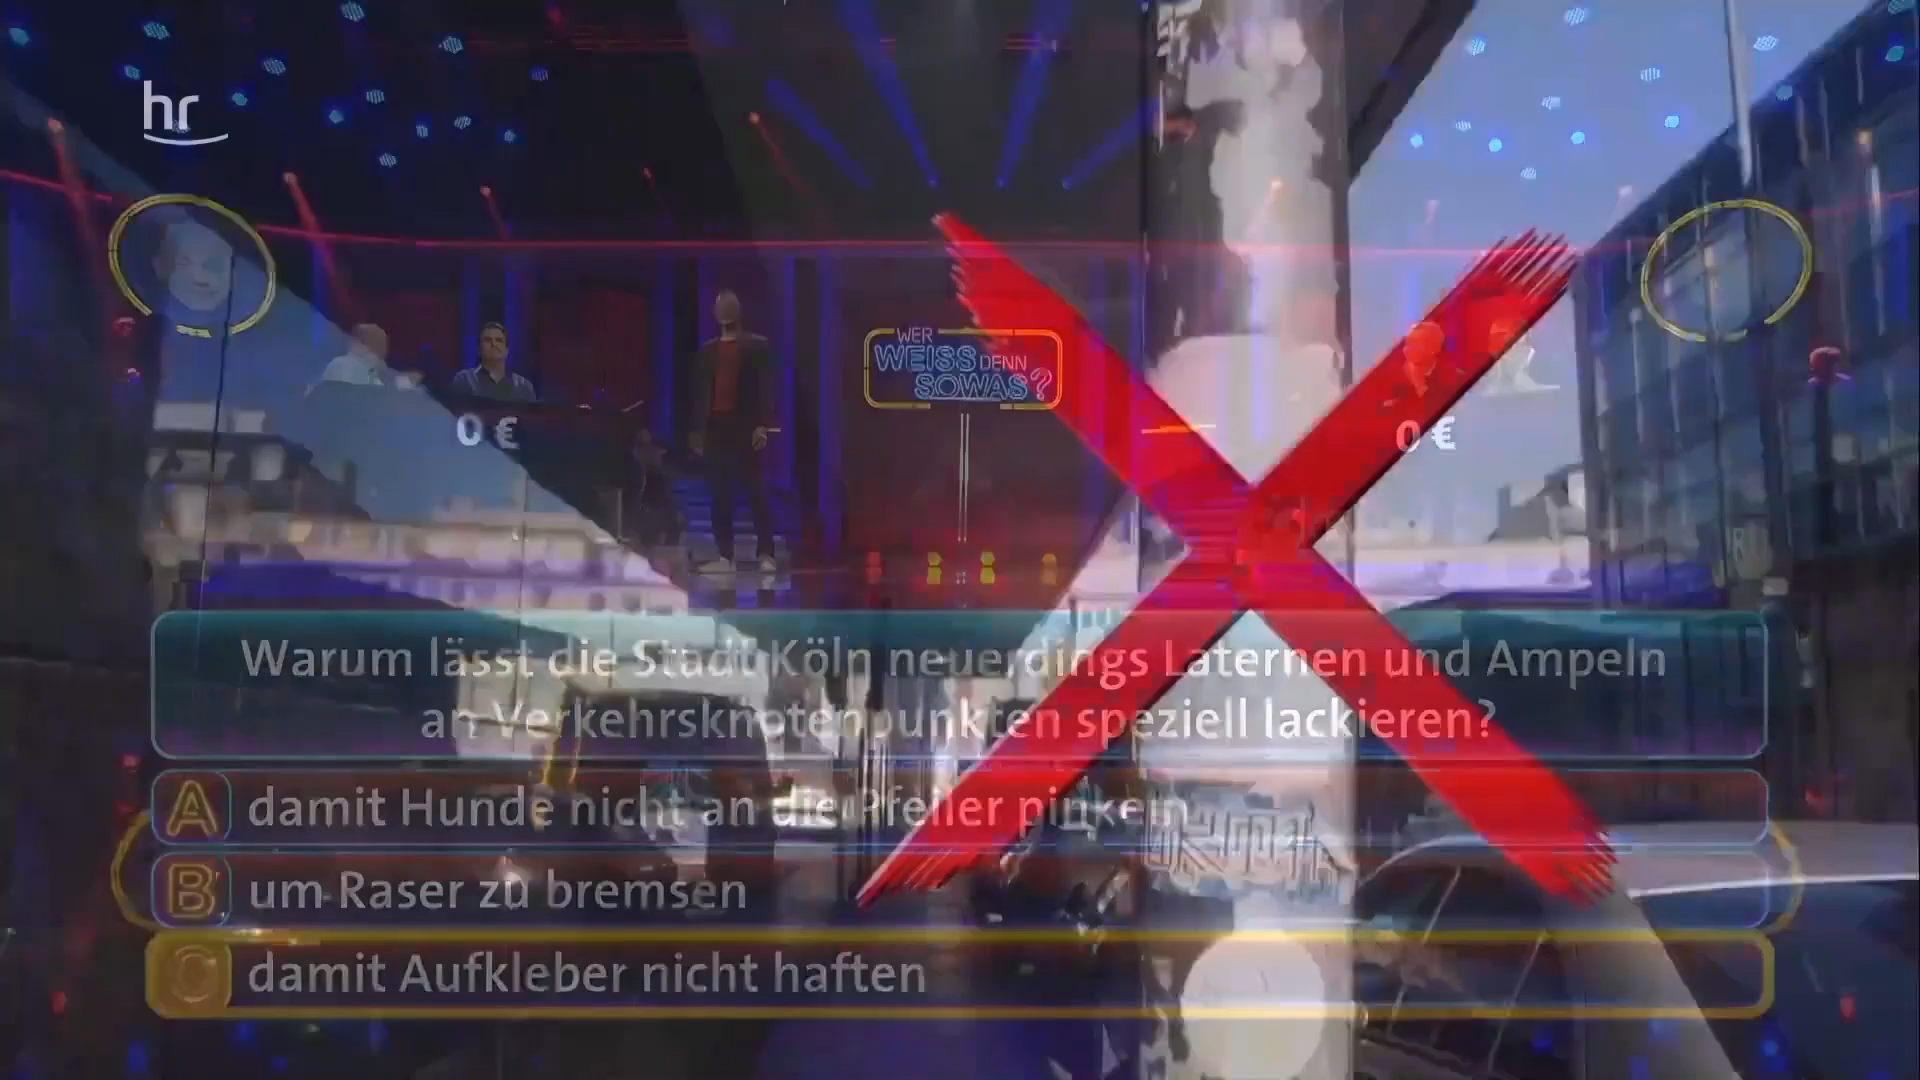 hr
WER
WEISS DENN
SOWAS?
0 €
0 €
Warum lässt die Stadt Köln neuerdings Laternen und Ampeln
an Verkehrsknotenpunkten speziell lackieren?
A damit Hunde nicht an die Pfeiler pinkeln
B um Raser zu bremsen
C damit Aufkleber nicht haften